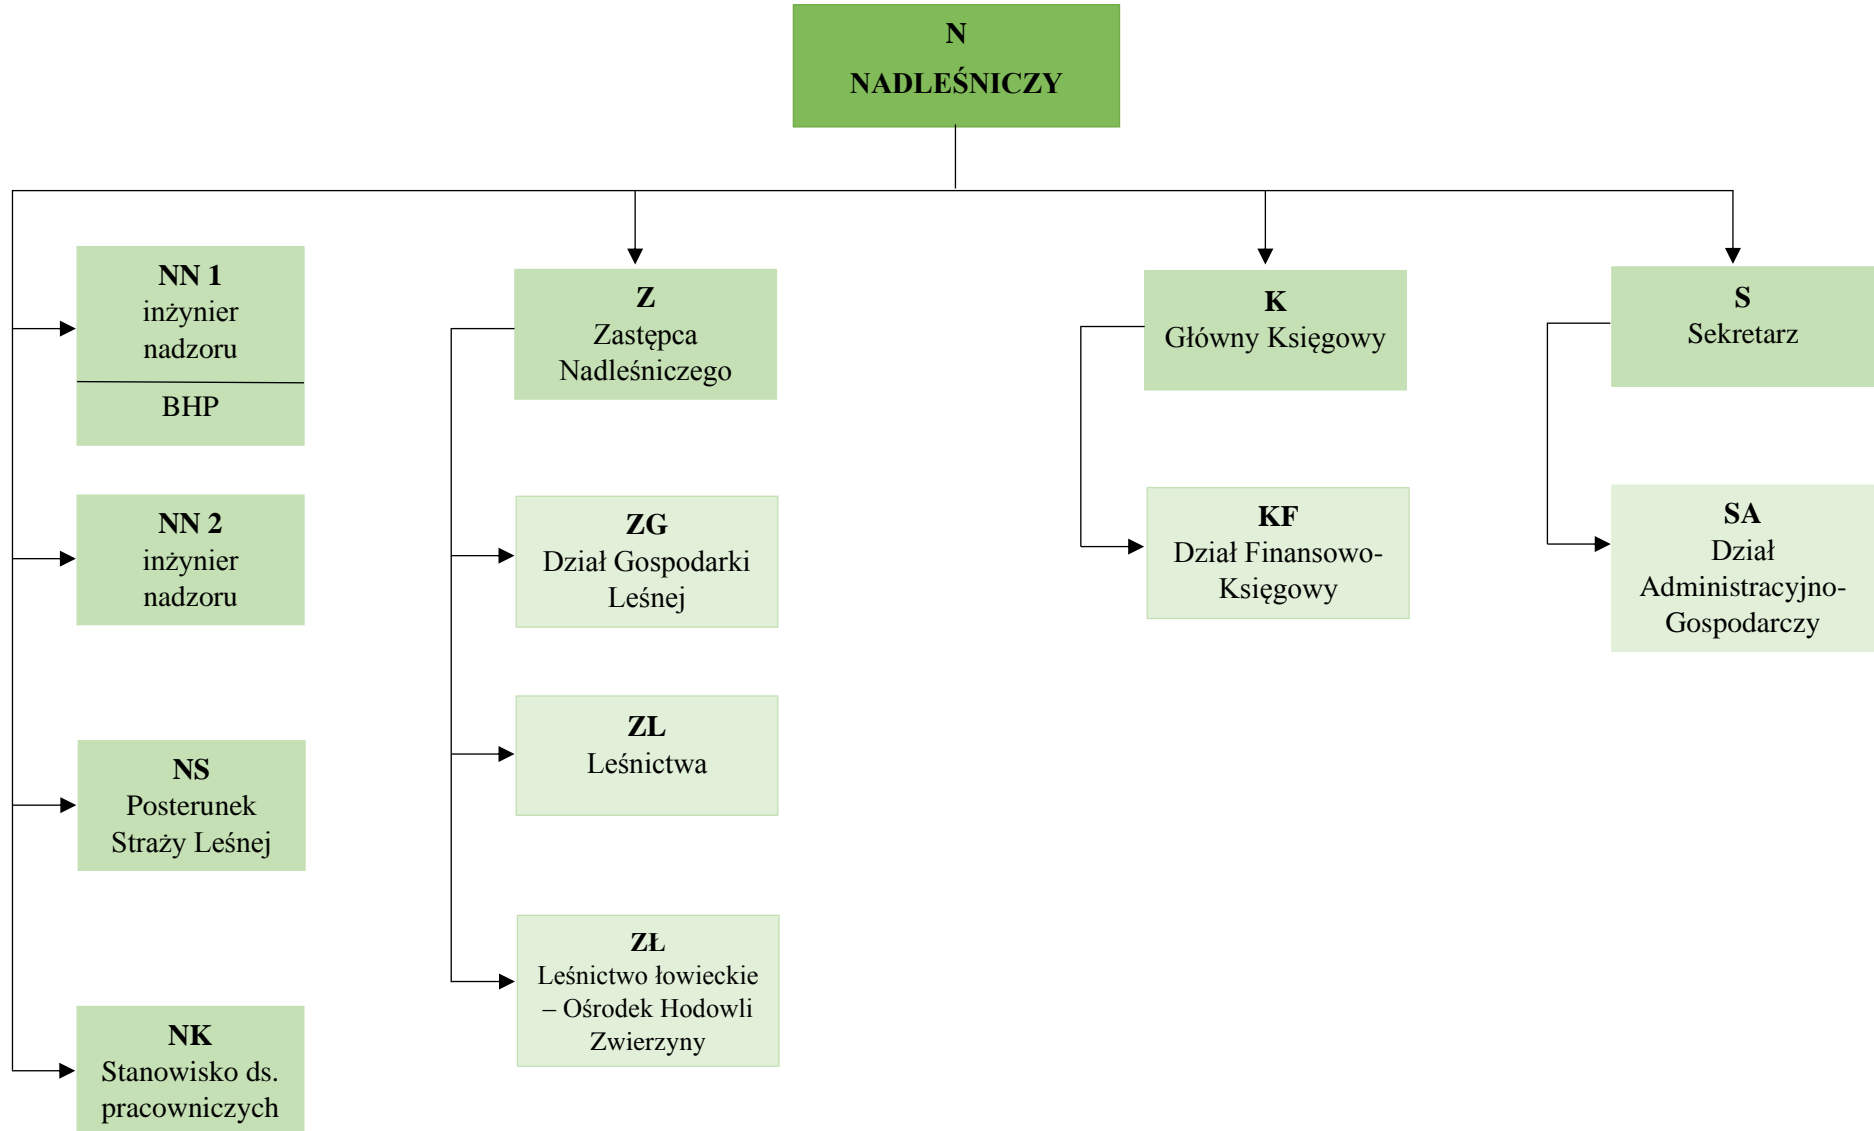 N
NADLEŚNICZY
NN 1
inżynier
nadzoru
BHP
NN 2
inżynier
nadzoru
NS
Posterunek
Straży Leśnej
NK
Stanowisko ds.
pracowniczych
Z
Zastępca
Nadleśniczego
ZG
Dział Gospodarki
Leśnej
ZL
Leśnictwa
ZŁ
Leśnictwo łowieckie
– Ośrodek Hodowli
Zwierzyny
K
Główny Księgowy
KF
Dział Finansowo-
Księgowy
S
Sekretarz
SA
Dział
Administracyjno-
Gospodarczy